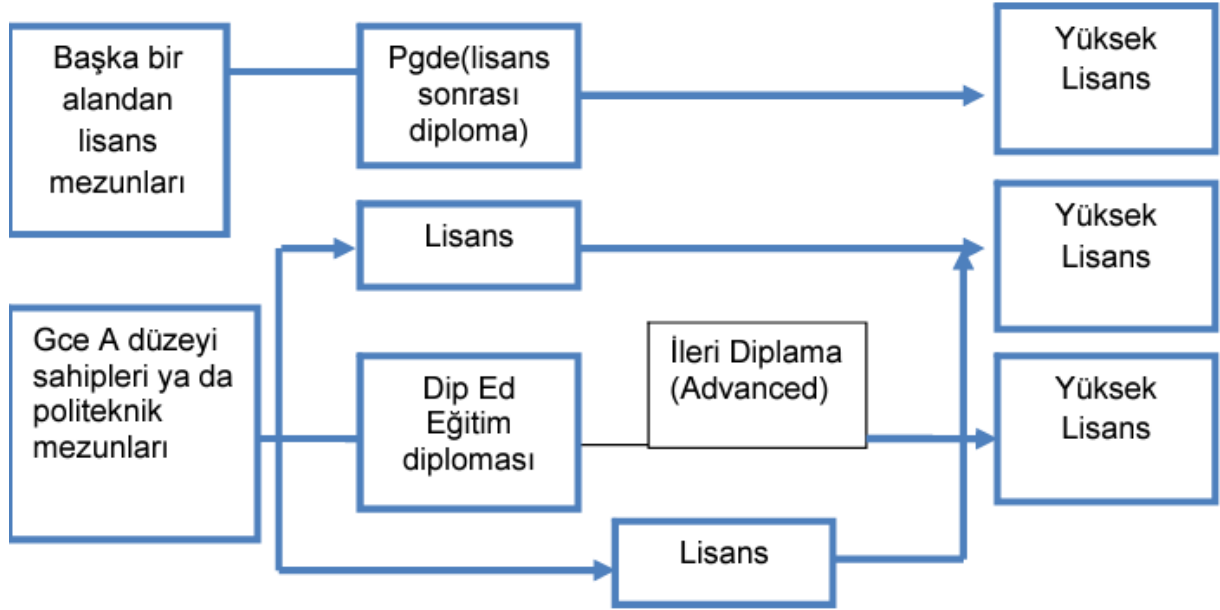 Başka bir
alandan
lisans
mezunları
Pgde(lisans
sonrası
diploma)
Yüksek
Lisans
Lisans
Yüksek
Lisans
Gce A düzeyi
sahipleri ya da
politeknik
mezunları
Dip Ed
Eğitim
diploması
İleri Diplama
(Advanced)
Yüksek
Lisans
Lisans